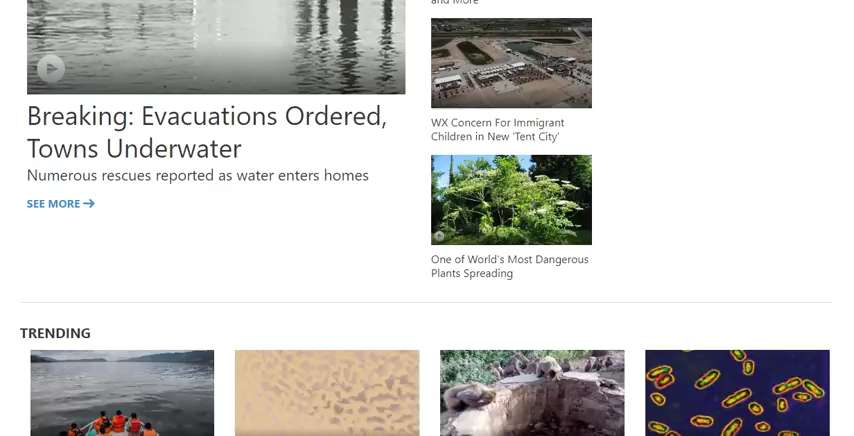 and More
Breaking: Evacuations Ordered,
Towns Underwater
Numerous rescues reported as water enters homes
SEE MORE
WX Concern For Immigrant
Children in New 'Tent City'
One of World's Most Dangerous
Plants Spreading
TRENDING